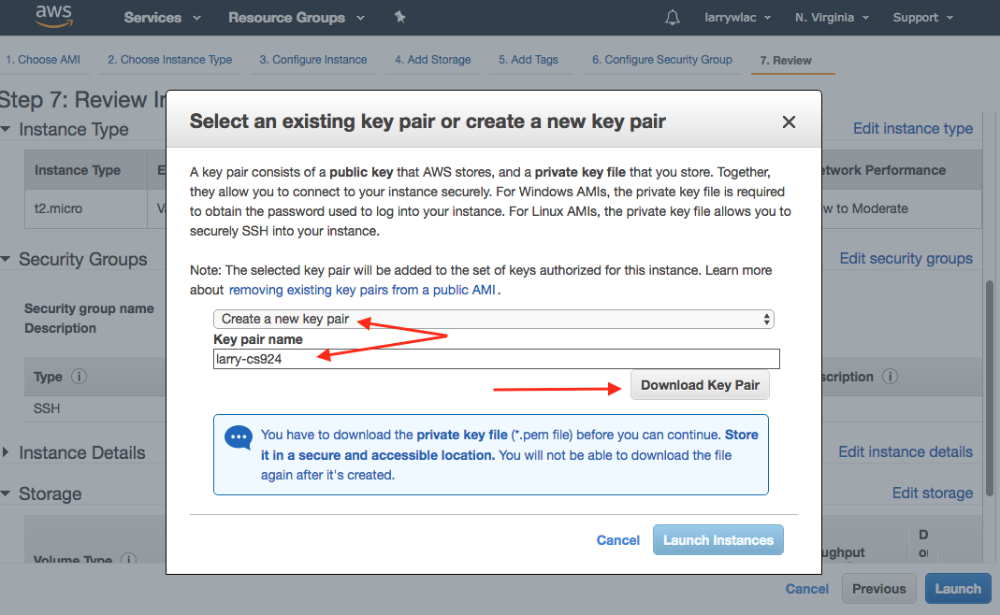 aws Services Resource Groups larrywlac N. Virginia Support
1. Choose AMI 2. Choose Instance Type 3. Configure Instance 4. Add Storage 5. Add Tags 6. Configure Security Group 7. Review
Step 7: Review
Instance Type Edit instance type
Instance Type Performance
t2.micro to Moderate
Security Groups Edit security groups
Security group name
Description
Type i i
SSH
Instance Details Edit instance details
Storage Edit storage
Volume Type i
Select an existing key pair or create a new key pair
A key pair consists of a public key that AWS stores, and a private key file that you store. Together,
they allow you to connect to your instance securely. For Windows AMIs, the private key file is required
to obtain the password used to log into your instance. For Linux AMIs, the private key file allows you to
securely SSH into your instance.
Note: The selected key pair will be added to the set of keys authorized for this instance. Learn more
about removing existing key pairs from a public AMI.
Create a new key pair
Key pair name
larry-cs924
Download Key Pair
You have to download the private key file (*.pem file) before you can continue. Store
it in a secure and accessible location. You will not be able to download the file
again after it's created.
Cancel Launch Instances
Cancel Previous Launch